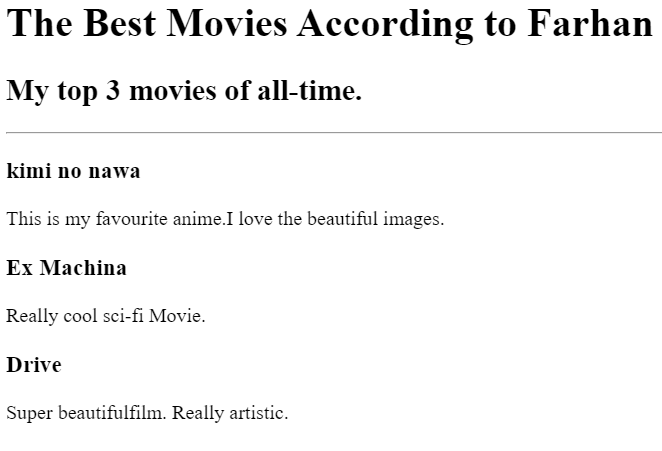 The Best Movies According to Farhan
My top 3 movies of all-time.
kimi no nawa
This is my favourite anime.I love the beautiful images.
Ex Machina
Really cool sci-fi Movie.
Drive
Super beautifulfilm. Really artistic.